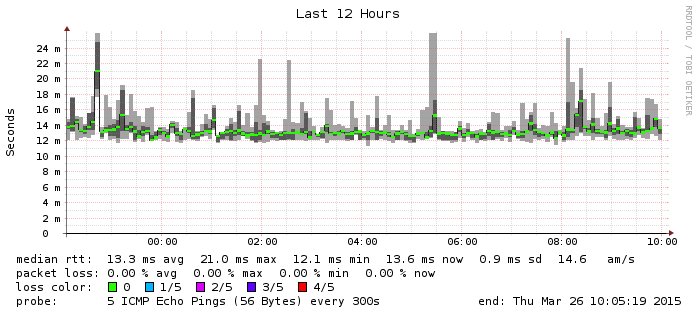 Last 12 Hours
RRDTOOL / TOBI OETIKER
Seconds
24 m
22 m
20 m
18 m
16 m
14 m
12 m
10 m
8 m
6 m
4 m
2 m
0
00:00 02:00 04:00 06:00 08:00 10:00
median rtt: 13.3 ms avg 21.0 ms max 12.1 ms min 13.6 ms now 0.9 ms sd 14.6 am/s
packet loss: 0.00 % avg 0.00 % max 0.00 % min 0.00 % now
loss color: 0 1/5 2/5 3/5 4/5
probe: 5 ICMP Echo Pings (56 Bytes) every 300s end: Thu Mar 26 10:05:19 2015